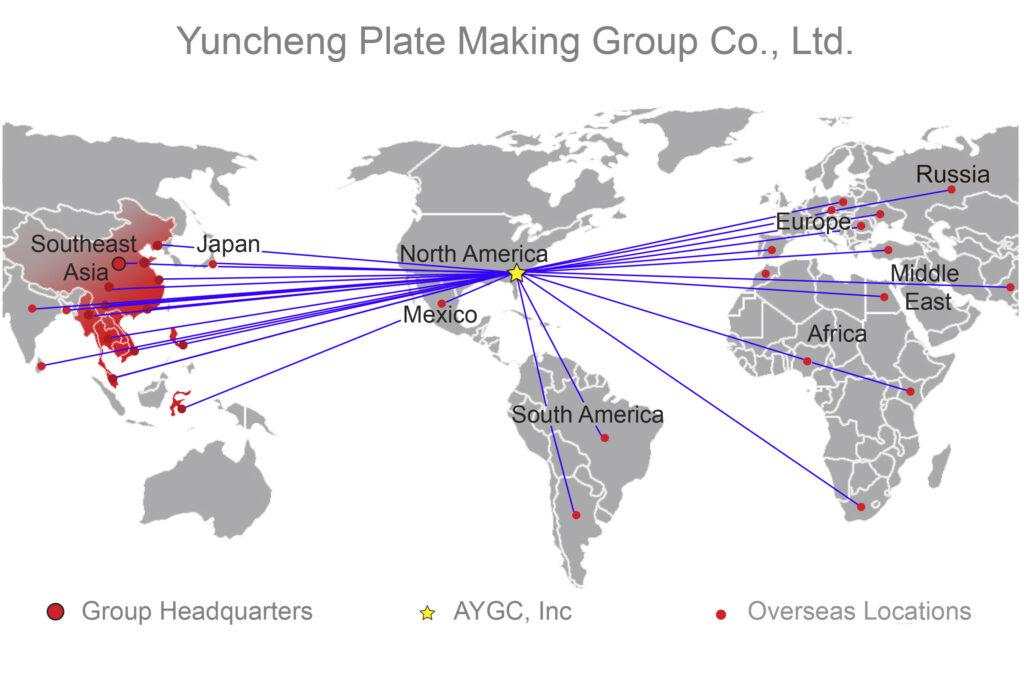 Yuncheng Plate Making Group Co., Ltd.
Russia
Europe
Southeast
Asia
Japan
North America
Middle
East
Mexico
Africa
South America
Group Headquarters
AYGC, Inc
Overseas Locations